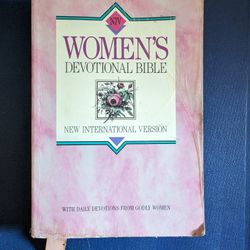 NIV
WOMEN'S
DEVOTIONAL BIBLE
NEW INTERNATIONAL VERSION
WITH DAILY DEVOTIONS FROM GODLY WOMEN